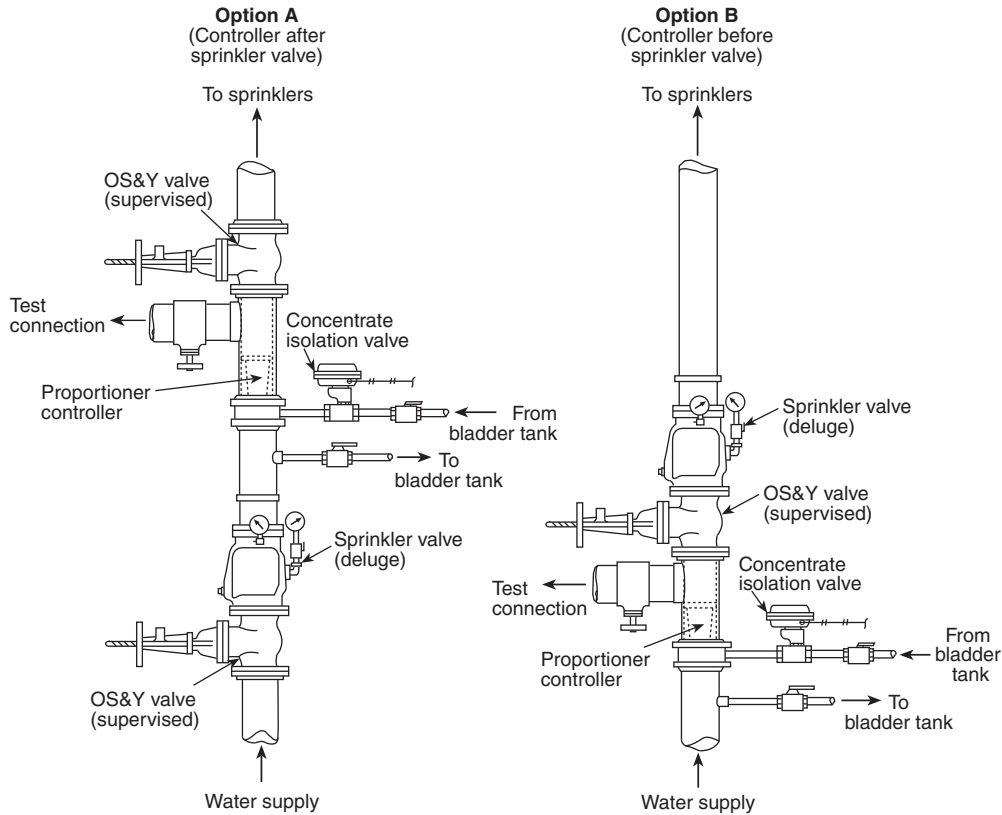 Option A
(Controller after
sprinkler valve)
To sprinklers
OS&Y valve
(supervised)
Test
connection
Concentrate
isolation valve
Proportioner
controller
From
bladder tank
To
bladder tank
Sprinkler valve
(deluge)
OS&Y valve
(supervised)
Water supply
Option B
(Controller before
sprinkler valve)
To sprinklers
Sprinkler valve
(deluge)
OS&Y valve
(supervised)
Concentrate
isolation valve
Test
connection
Proportioner
controller
From
bladder
tank
To
bladder tank
Water supply